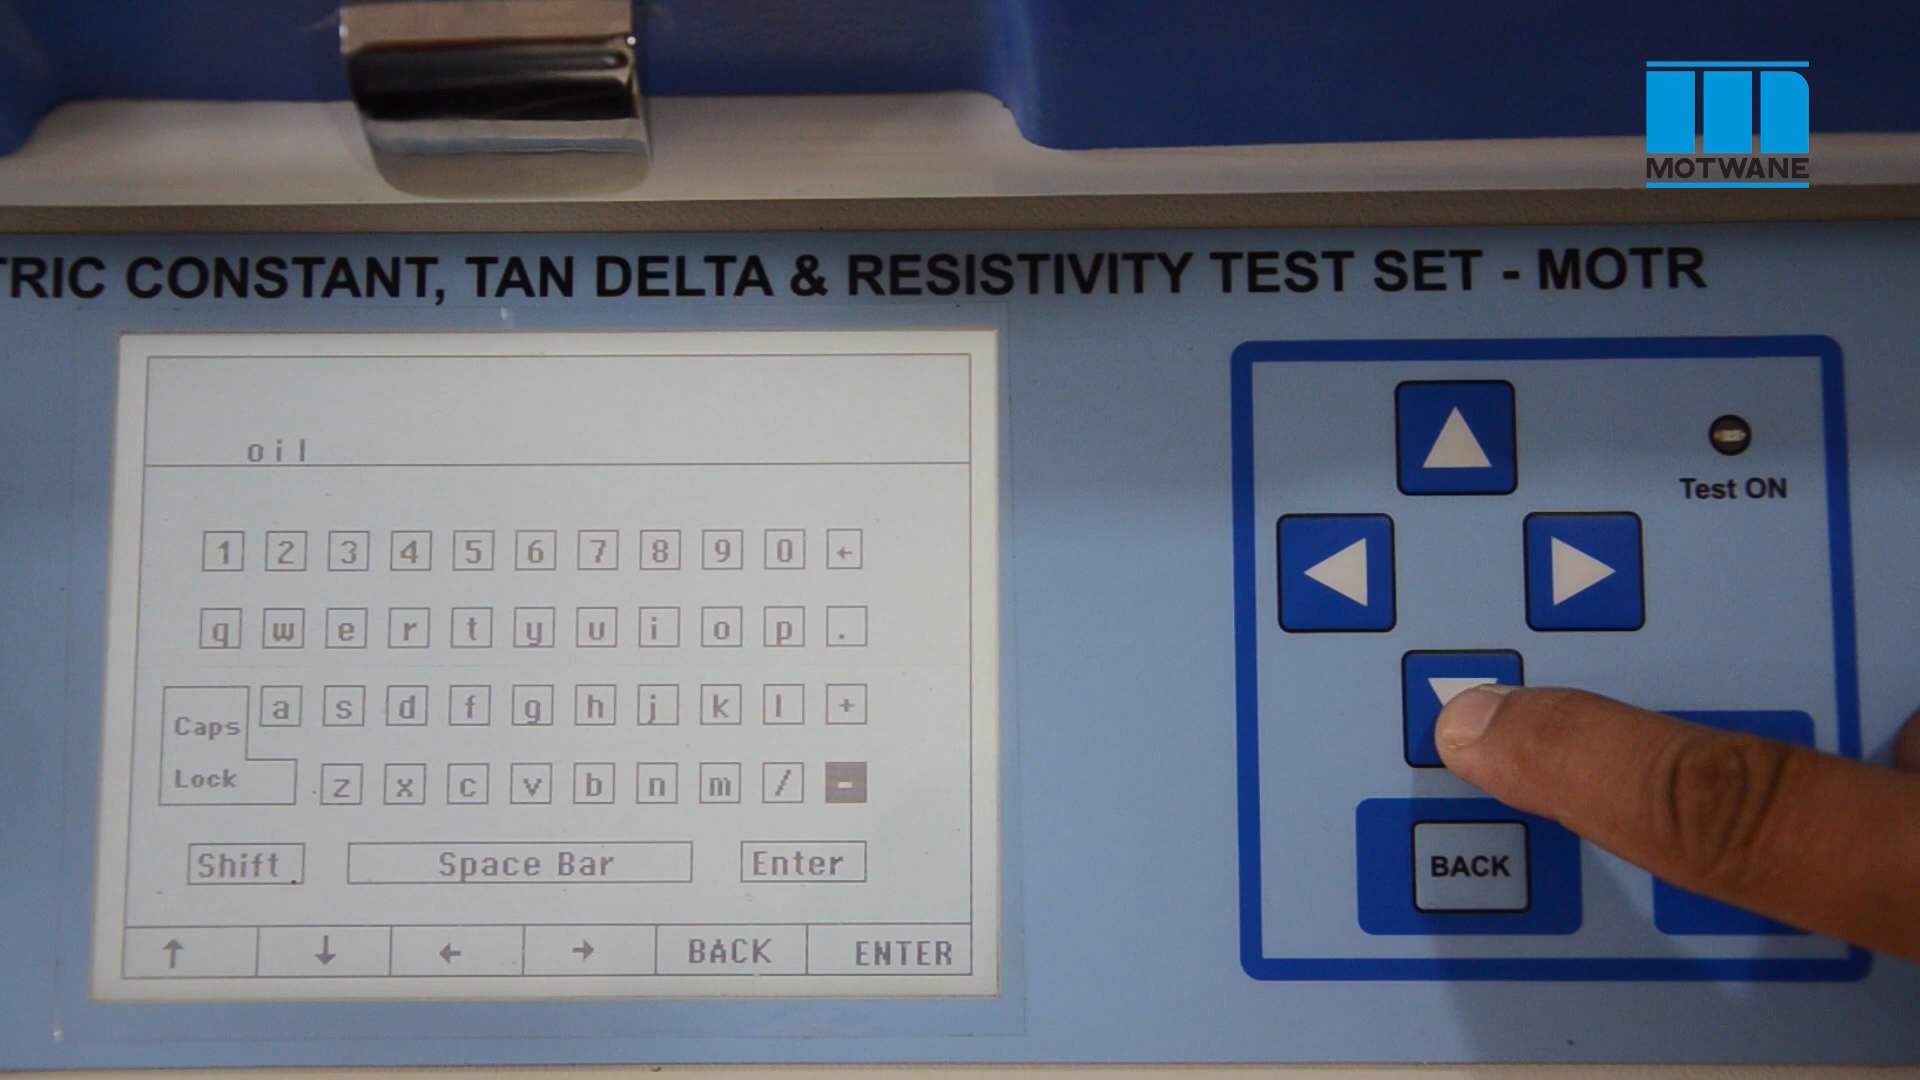 MOTWANE
TRIC CONSTANT, TAN DELTA & RESISTIVITY TEST SET - MOTR
oil
1 2 3 4 5 6 7 8 9 0 ←
q w e r t y u i o p .
a s d f g h j k l +
Caps
Lock
z x c v b n m / -
Shift Space Bar Enter
↑ ↓ ← → BACK ENTER
Test ON
BACK